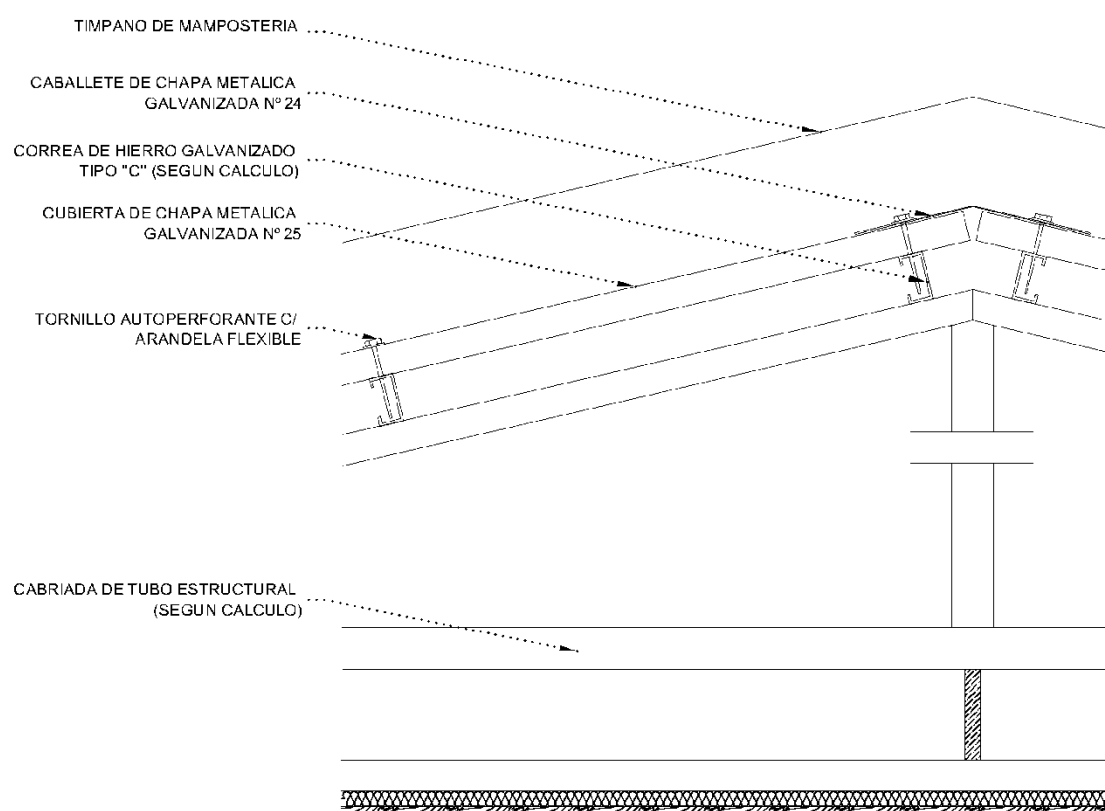 TIMPANO DE MAMPOSTERIA
CABALLETE DE CHAPA METALICA
GALVANIZADA Nº 24
CORREA DE HIERRO GALVANIZADO
TIPO "C" (SEGUN CALCULO)
CUBIERTA DE CHAPA METALICA
GALVANIZADA Nº 25
TORNILLO AUTOPERFORANTE C/
ARANDELA FLEXIBLE
CABRIADA DE TUBO ESTRUCTURAL
(SEGUN CALCULO)